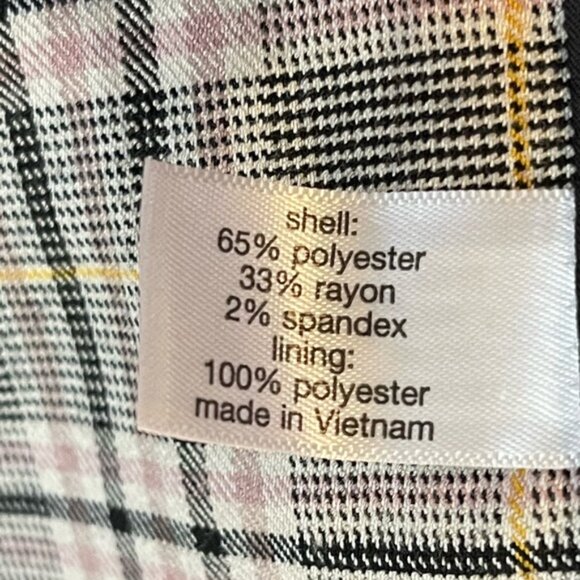 shell:
65% polyester
33% rayon
2% spandex
lining:
100% polyester
made in Vietnam